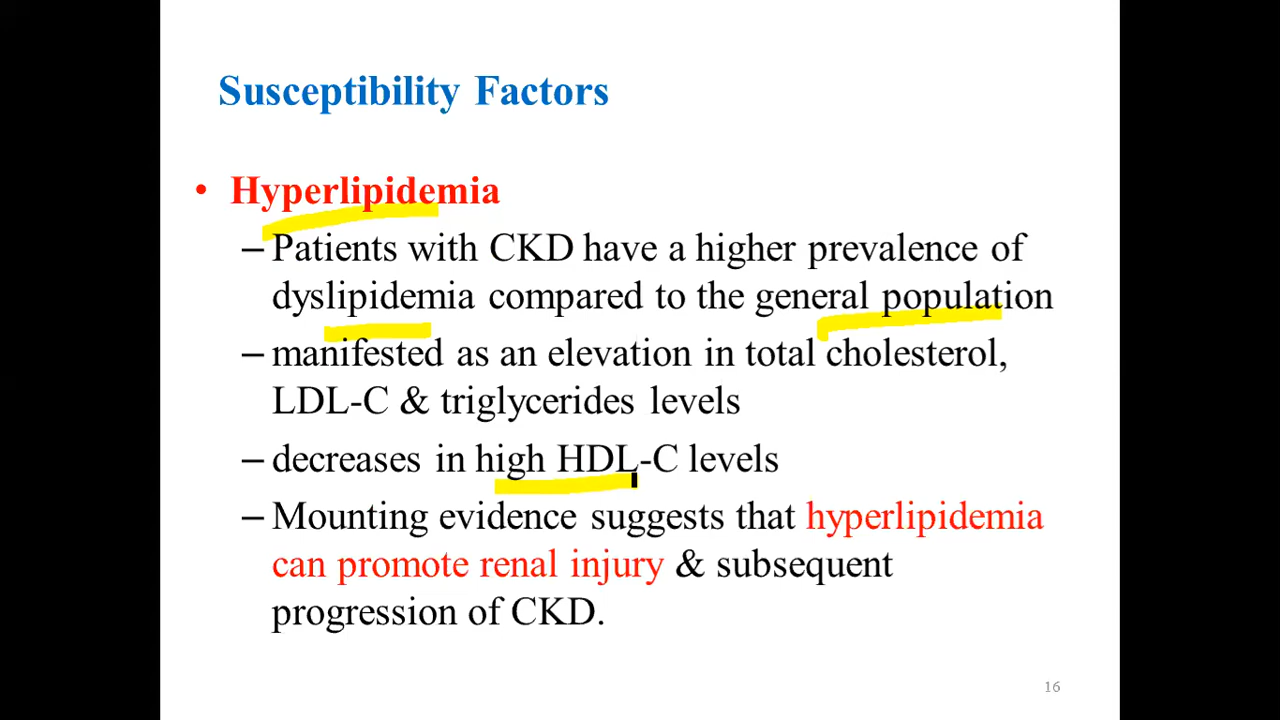 Susceptibility Factors
• Hyperlipidemia
– Patients with CKD have a higher prevalence of
dyslipidemia compared to the general population
– manifested as an elevation in total cholesterol,
LDL-C & triglycerides levels
– decreases in high HDL-C levels
– Mounting evidence suggests that hyperlipidemia
can promote renal injury & subsequent
progression of CKD.
16